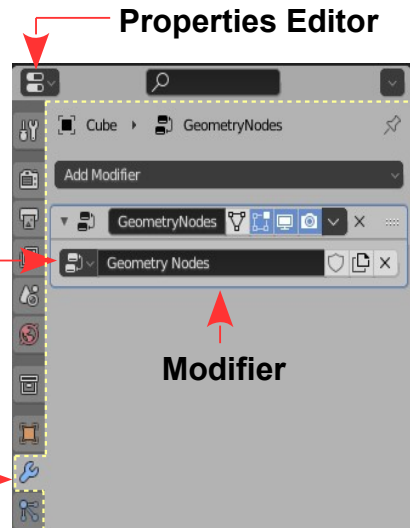 Properties Editor
Cube › GeometryNodes
Add Modifier
GeometryNodes
Geometry Nodes
Modifier